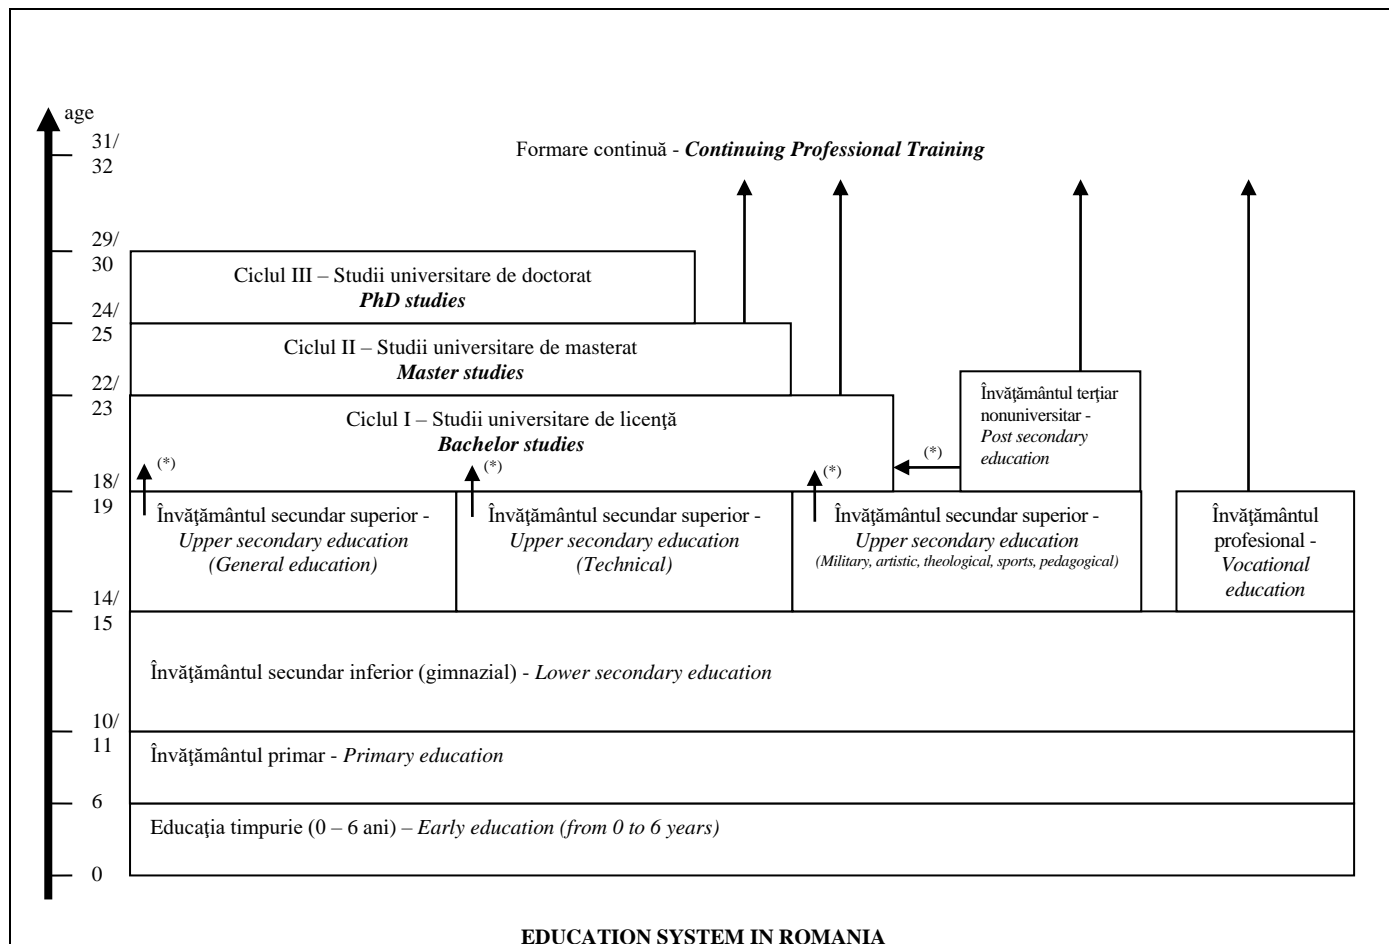 age
31/
32
Formare continuă - Continuing Professional Training
29/
30
Ciclul III – Studii universitare de doctorat
PhD studies
24/
25
Ciclul II – Studii universitare de masterat
Master studies
22/
23
Ciclul I – Studii universitare de licenţă
Bachelor studies
Învăţământul terţiar
nonuniversitar -
Post secondary
education
(*)
(*)
(*)
(*)
18/
19
Învăţământul secundar superior -
Upper secondary education
(General education)
Învăţământul secundar superior -
Upper secondary education
(Technical)
Învăţământul secundar superior -
Upper secondary education
(Military, artistic, theological, sports, pedagogical)
Învăţământul
profesional -
Vocational
education
14/
15
Învăţământul secundar inferior (gimnazial) - Lower secondary education
10/
11
Învăţământul primar - Primary education
6
Educaţia timpurie (0 – 6 ani) – Early education (from 0 to 6 years)
0
EDUCATION SYSTEM IN ROMANIA